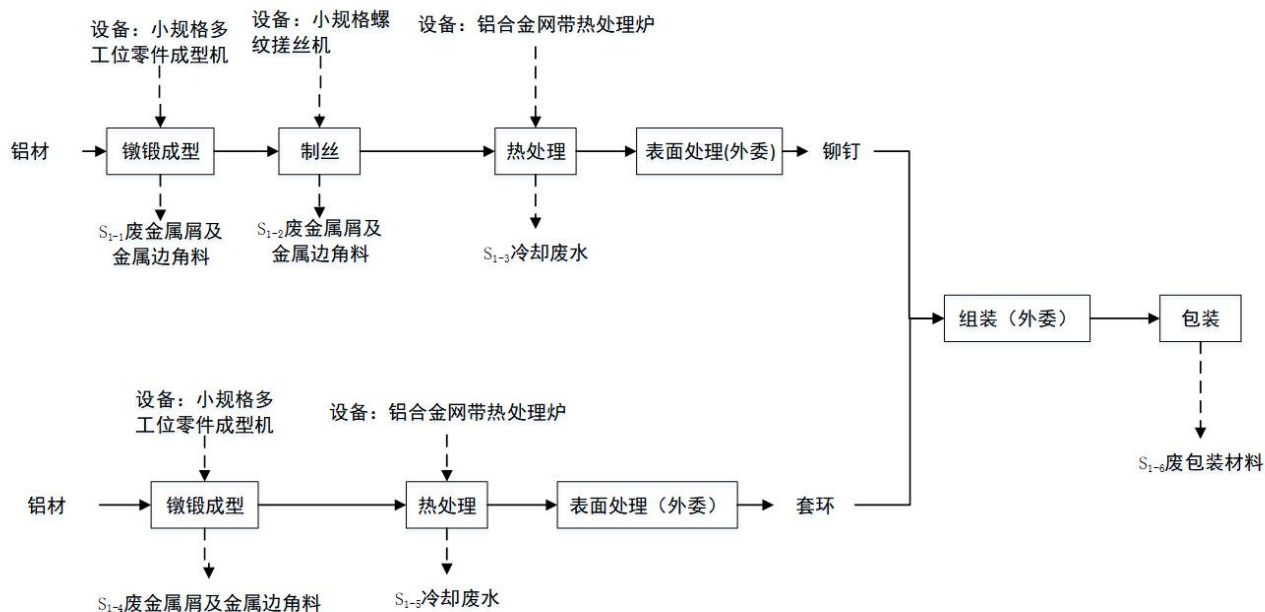 设备：小规格多
工位零件成型机
设备：小规格螺
纹搓丝机
设备：铝合金网带热处理炉
铝材
镦锻成型
制丝
热处理
表面处理(外委)
铆钉
S₁₋₁废金属屑及
金属边角料
S₁₋₂废金属屑及
金属边角料
S₁₋₃冷却废水
组装（外委）
包装
设备：小规格多
工位零件成型机
设备：铝合金网带热处理炉
S₁₋₆废包装材料
铝材
镦锻成型
热处理
表面处理（外委）
套环
S₁₋₄废金属屑及金属边角料
S₁₋₅冷却废水